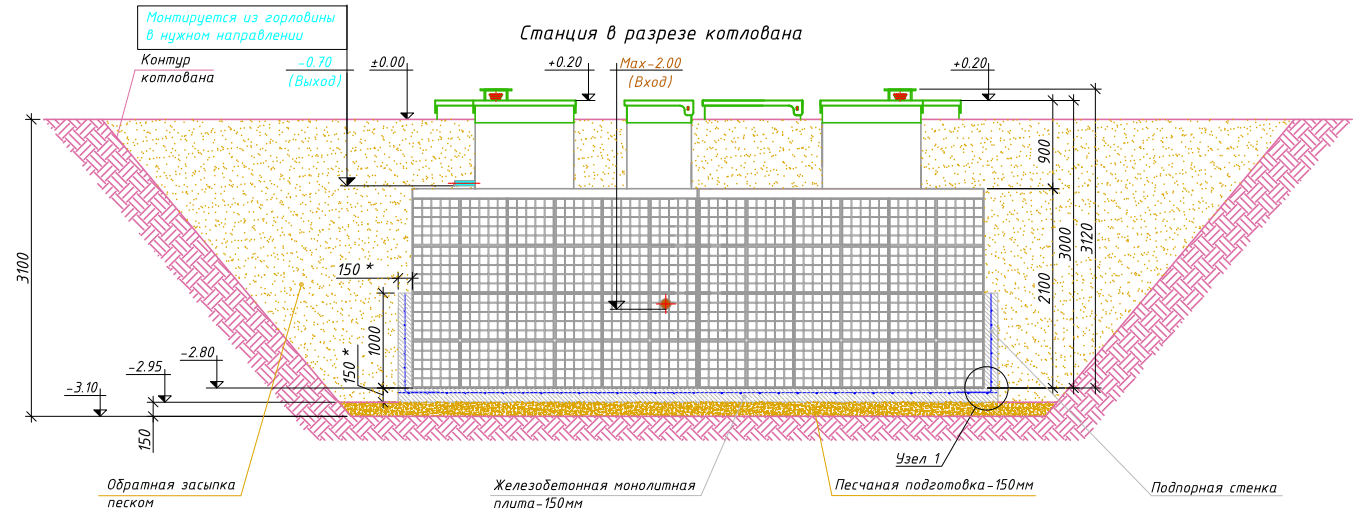 Монтируется из горловины
в нужном направлении
Станция в разрезе котлована
Контур
котлована
-0.70
(Выход)
±0.00
+0.20
Max-2.00
(Вход)
+0.20
900
3100
3000
3120
2100
150 *
1000
150 *
-2.80
-2.95
-3.10
150
Узел 1
Обратная засыпка
песком
Железобетонная монолитная
плита-150мм
Песчаная подготовка-150мм
Подпорная стенка